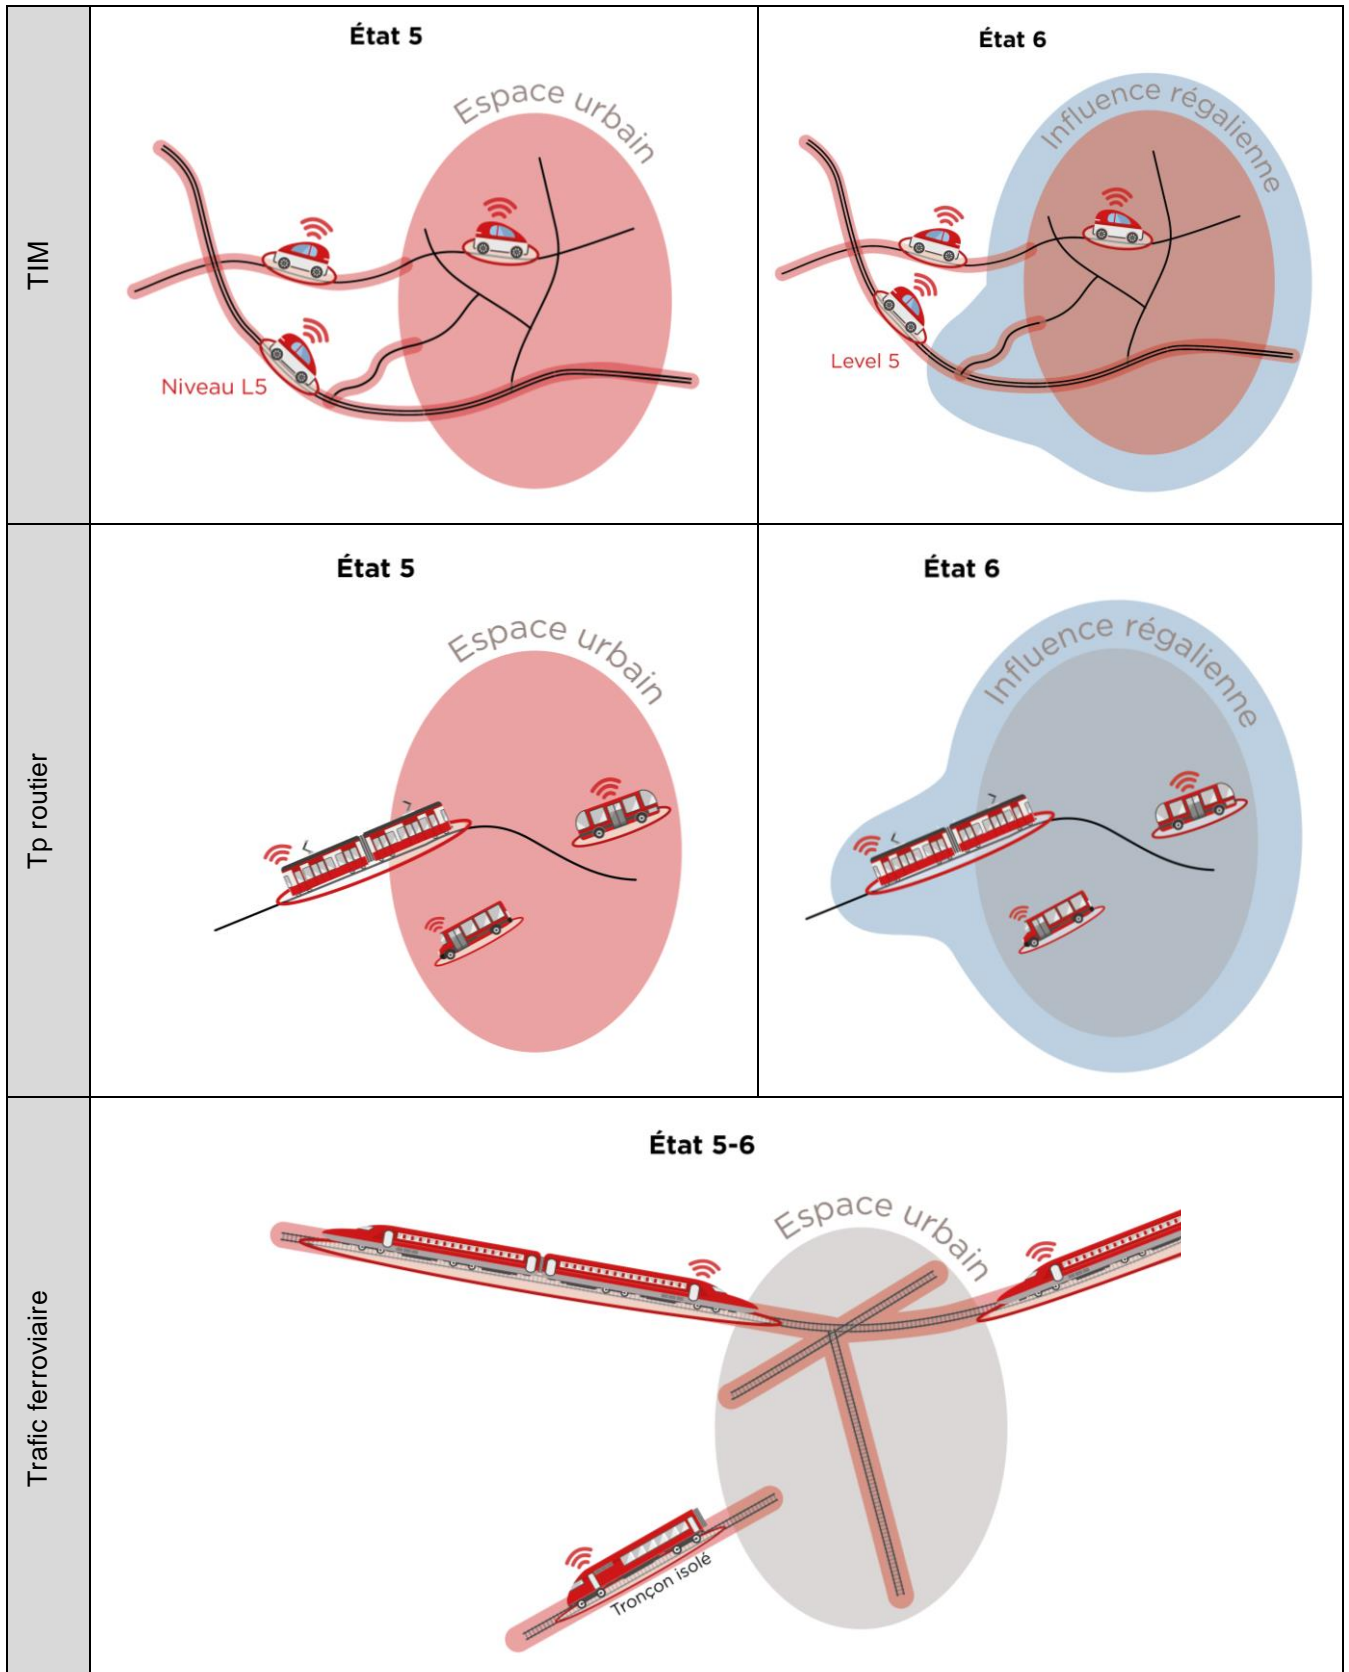 TIM
État 5
Espace urbain
Niveau L5
État 6
Influence régalienne
Level 5
Tp routier
État 5
Espace urbain
État 6
Influence régalienne
Trafic ferroviaire
État 5-6
Espace urbain
Tronçon isolé